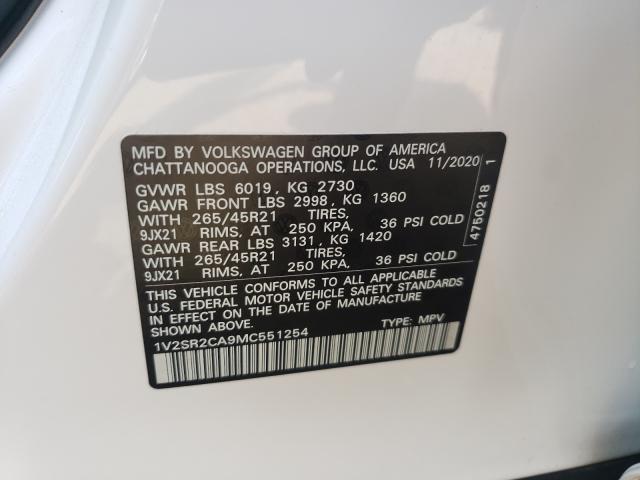 MFD BY VOLKSWAGEN GROUP OF AMERICA
CHATTANOOGA OPERATIONS, LLC. USA 11/2020
GVWR LBS 6019, KG 2730
GAWR FRONT LBS 2998, KG 1360
WITH 265/45R21 TIRES,
9JX21 RIMS, AT 250 KPA, 36 PSI COLD
GAWR REAR LBS 3131, KG 1420
WITH 265/45R21 TIRES,
9JX21 RIMS, AT 250 KPA, 36 PSI COLD
THIS VEHICLE CONFORMS TO ALL APPLICABLE
U.S. FEDERAL MOTOR VEHICLE SAFETY STANDARDS
IN EFFECT ON THE DATE OF MANUFACTURE
SHOWN ABOVE.
1V2SR2CA9MC551254 TYPE: MPV
4750218 1